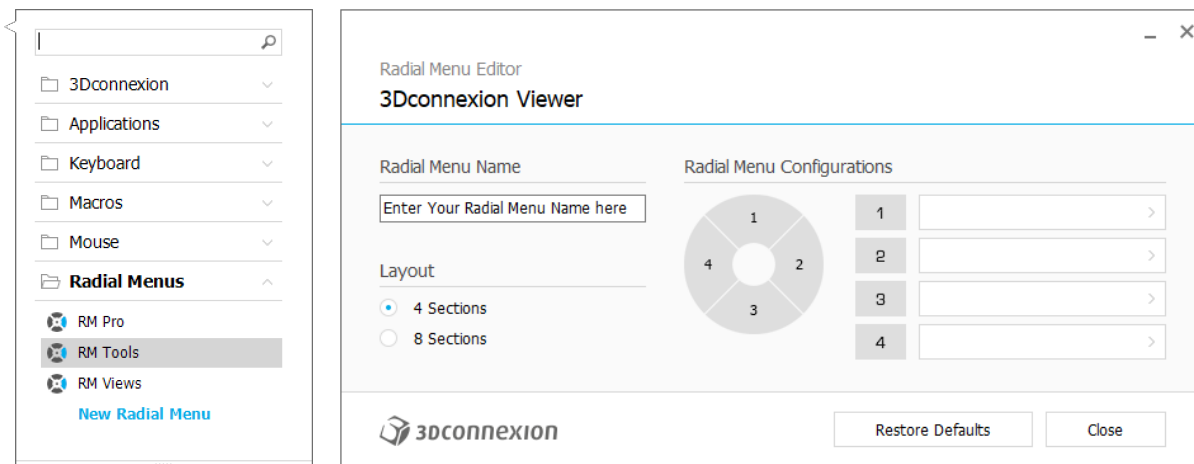 3Dconnexion
Applications
Keyboard
Macros
Mouse
Radial Menus
RM Pro
RM Tools
RM Views
New Radial Menu
Radial Menu Editor
3Dconnexion Viewer
Radial Menu Name
Enter Your Radial Menu Name here
Layout
4 Sections
8 Sections
Radial Menu Configurations
1
4 2
3
1
2
3
4
3Dconnexion
Restore Defaults Close